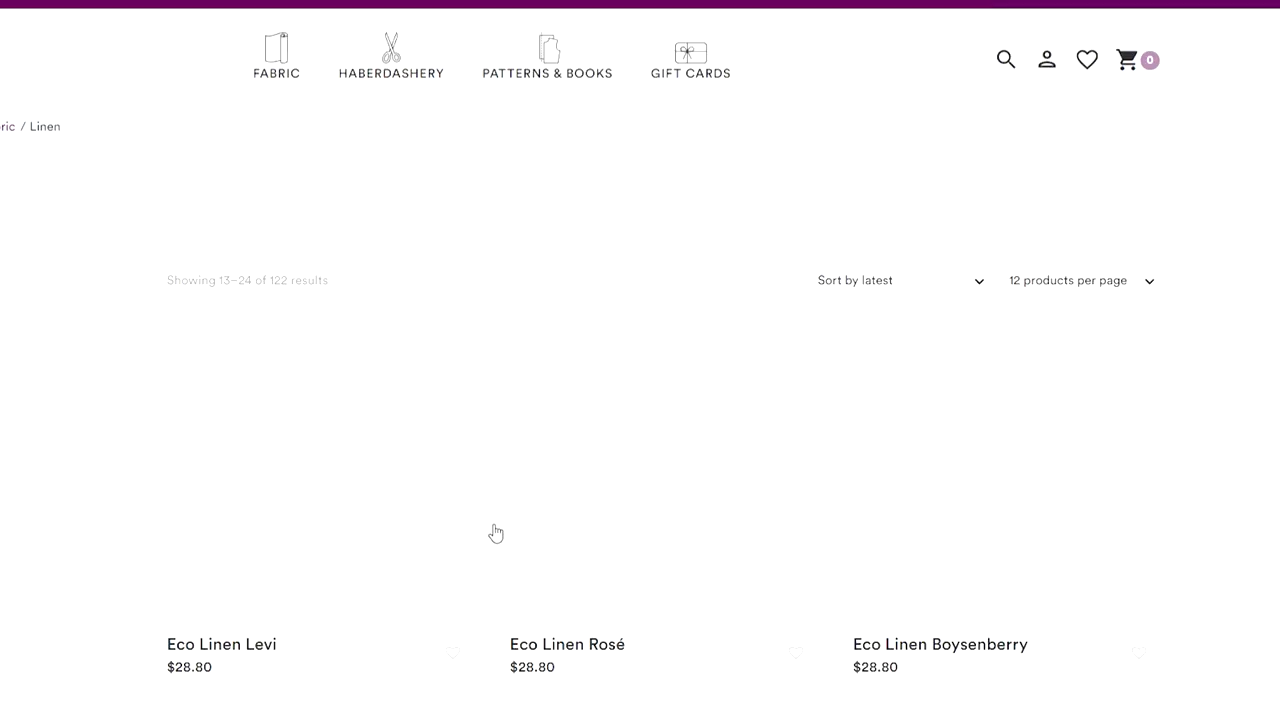 FABRIC
HABERDASHERY
PATTERNS & BOOKS
GIFT CARDS
0
ric / Linen
Showing 13–24 of 122 results
Sort by latest
12 products per page
Eco Linen Levi
$28.80
Eco Linen Rosé
$28.80
Eco Linen Boysenberry
$28.80